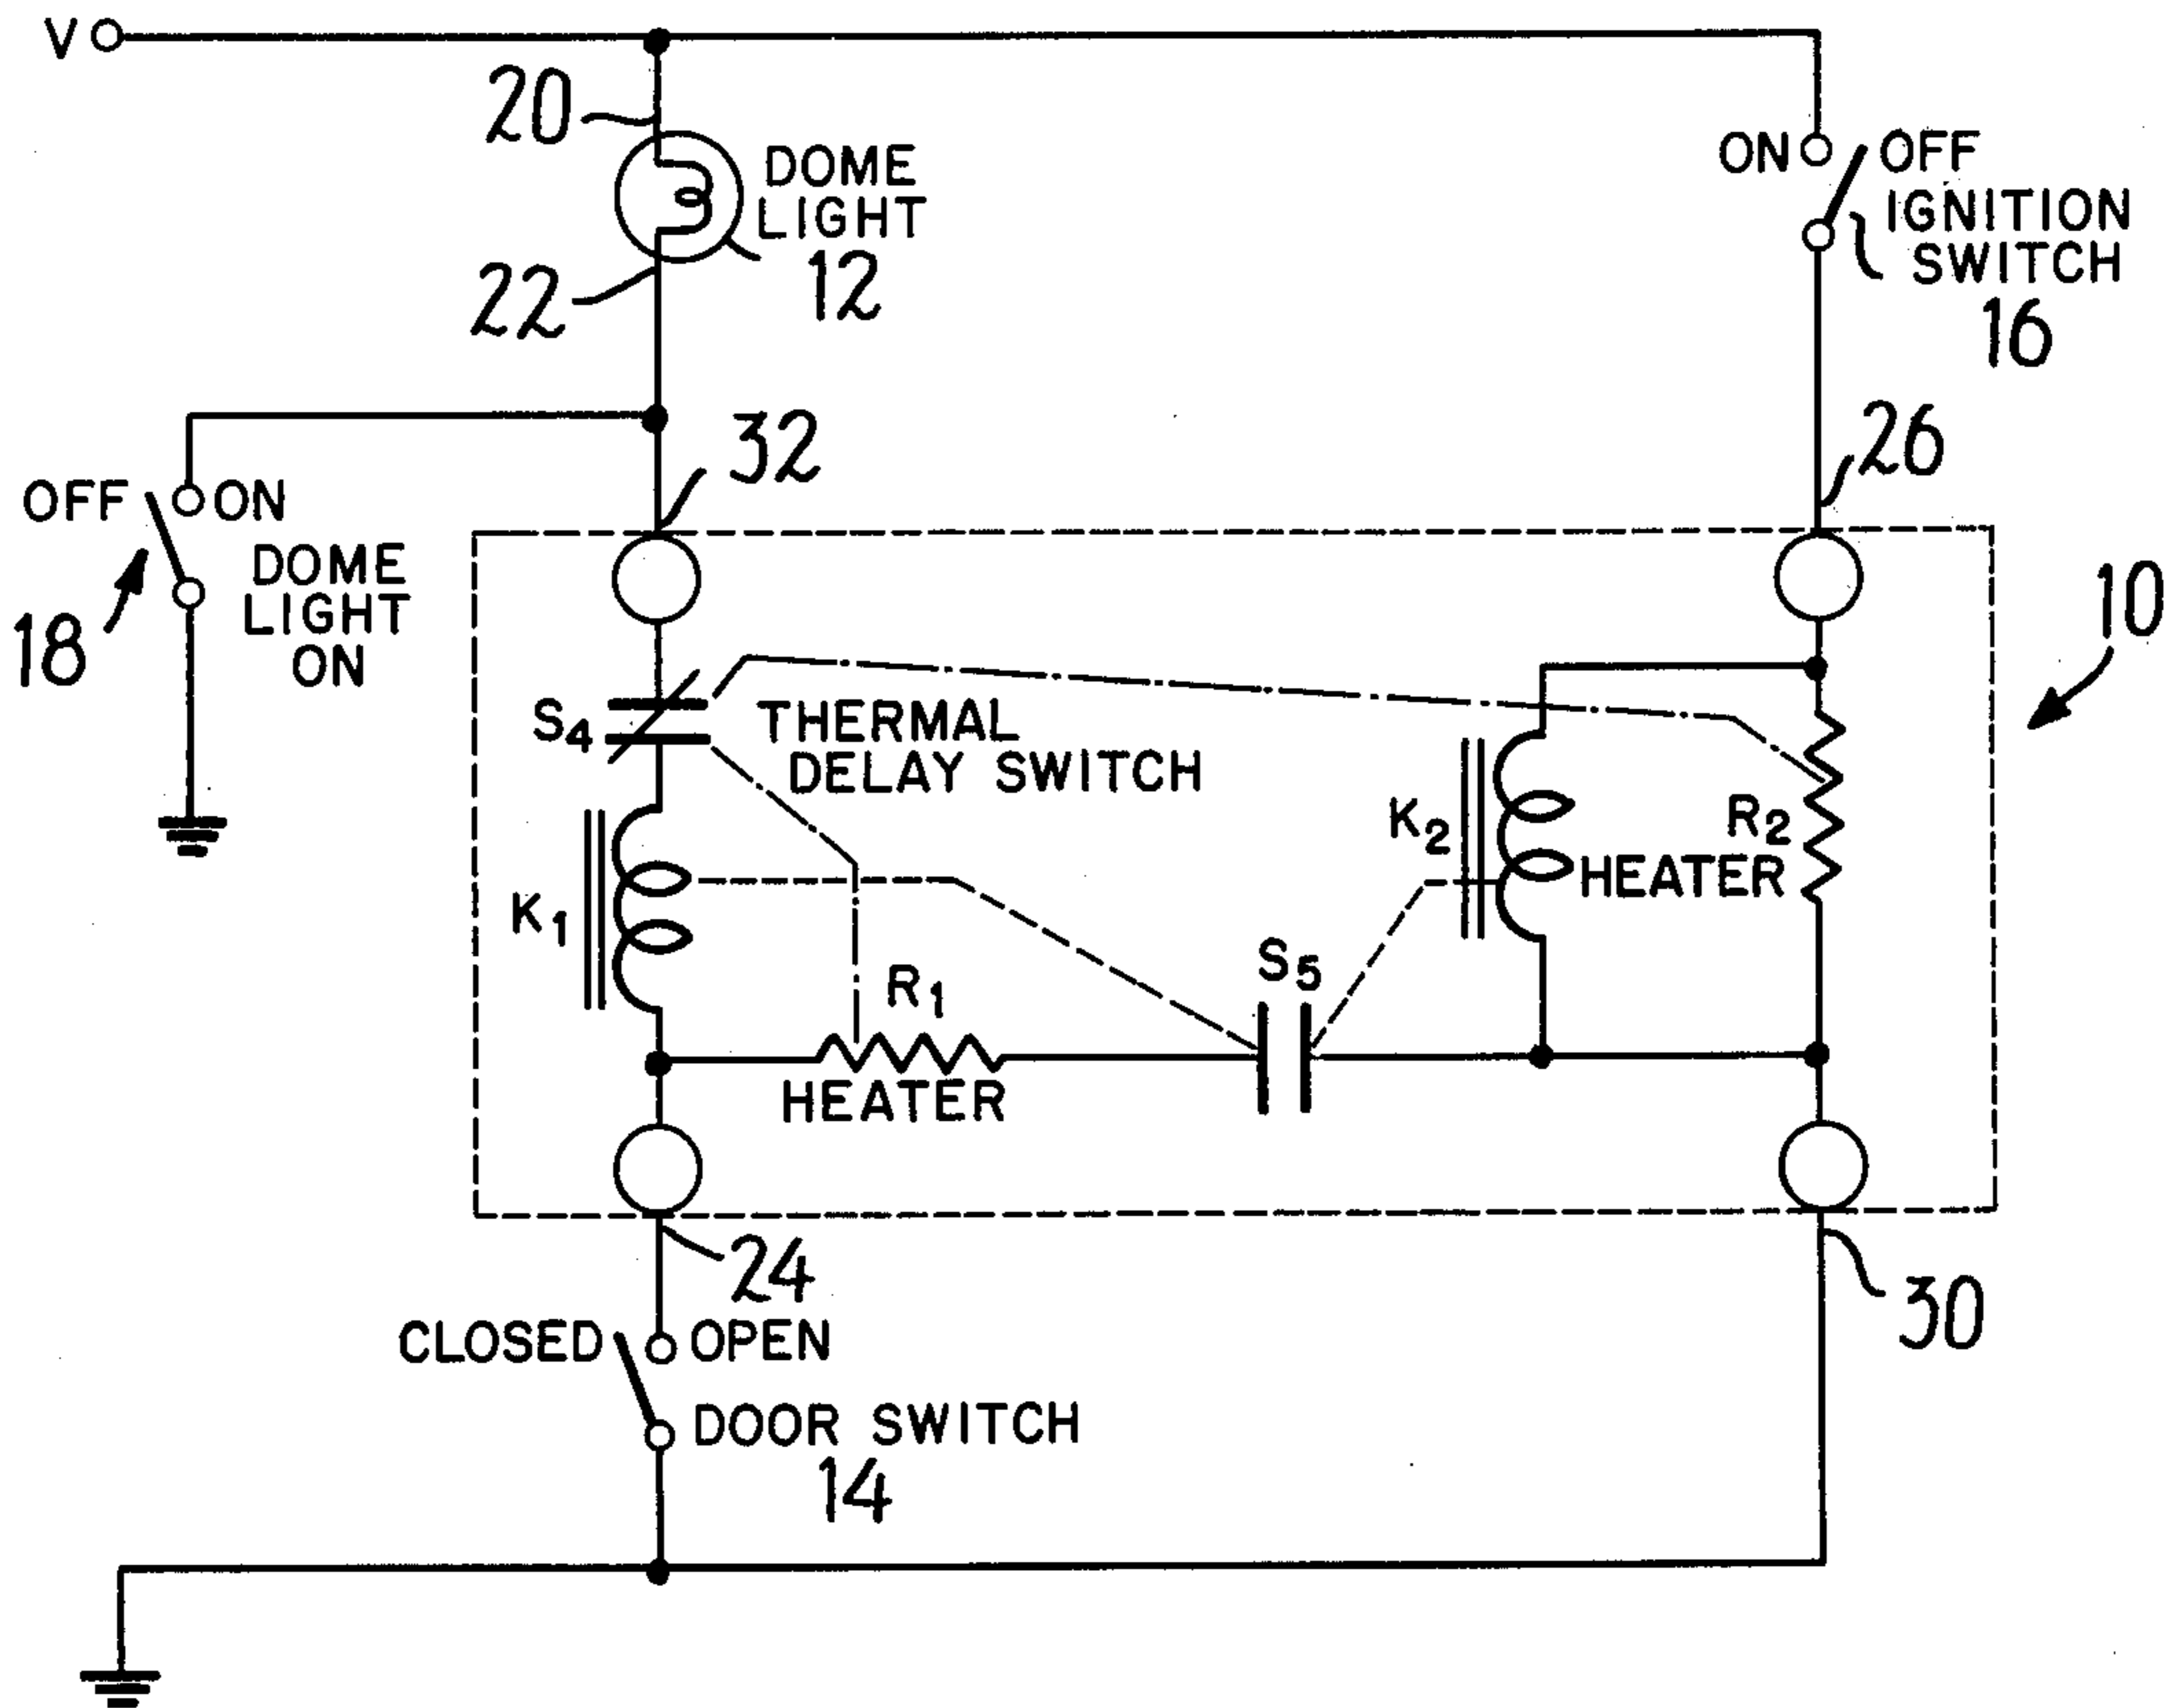 V
20
DOME
LIGHT
12
22
ON
OFF
IGNITION
SWITCH
16
32
26
OFF
ON
DOME
LIGHT
ON
18
10
S4
THERMAL
DELAY SWITCH
K1
K2
R2
HEATER
R1
HEATER
S5
24
30
CLOSED
OPEN
DOOR SWITCH
14